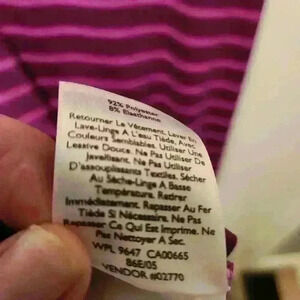 92% Polyester
8% Élasthanne
Retourner Le Vêtement. Laver En
Lave-Linge À L'eau Tiède, Avec
Couleurs Semblables. Utiliser Une
Lessive Douce. Ne Pas Utiliser De
Javellisant. Ne Pas Utiliser
D'assouplissants Textiles. Sécher
Au Sèche-Linge À Basse
Température. Retirer
Immédiatement. Repasser Au Fer
Tiède Si Nécessaire. Ne Pas
Repasser Ce Qui Est Imprimé. Ne
Pas Nettoyer A Sec.
WPL 9647 CA00665
86E/05
VENDOR #02770